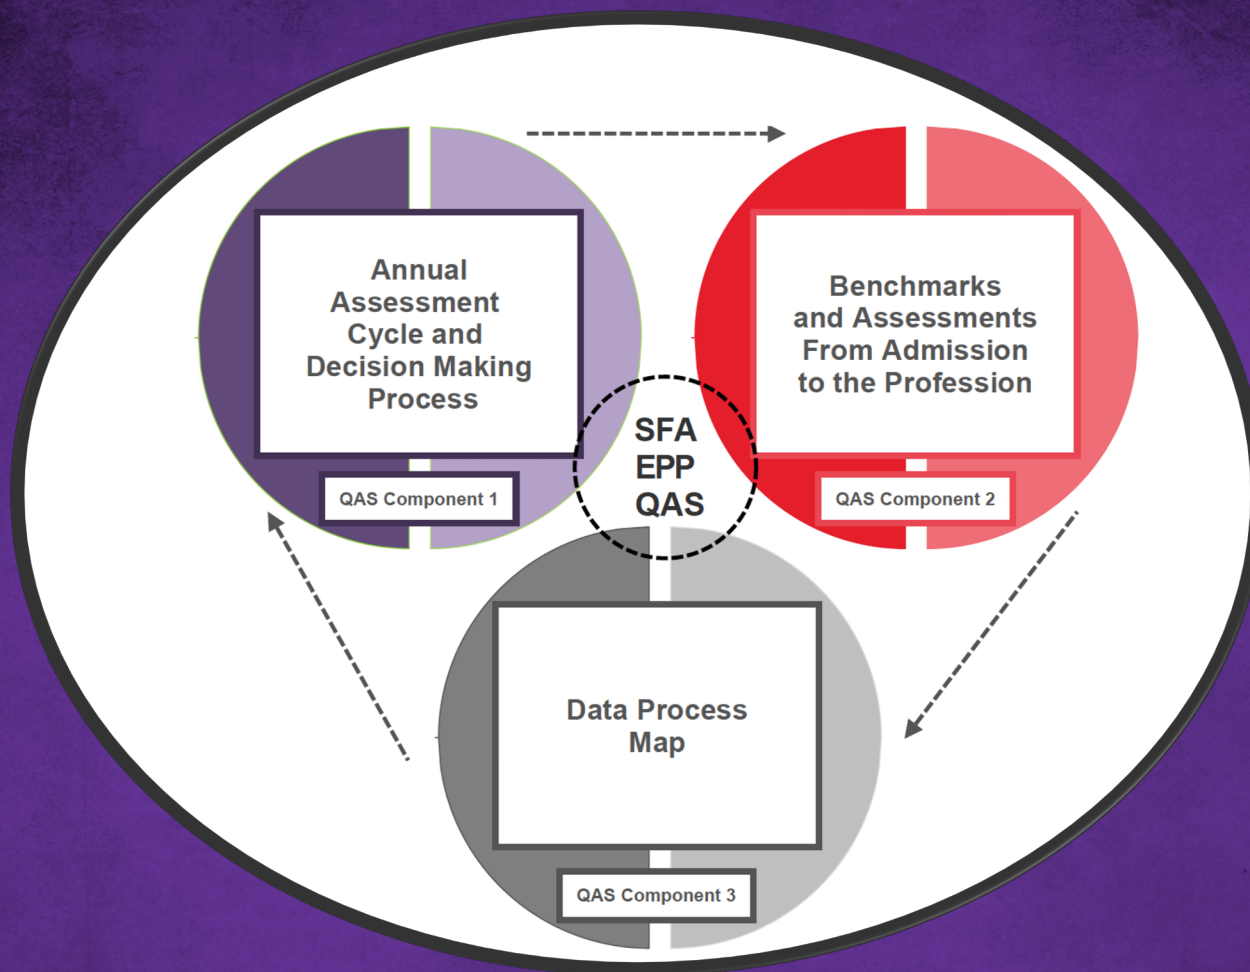 Annual
Assessment
Cycle and
Decision Making
Process
QAS Component 1
Benchmarks
and Assessments
From Admission
to the Profession
QAS Component 2
SFA
EPP
QAS
Data Process
Map
QAS Component 3